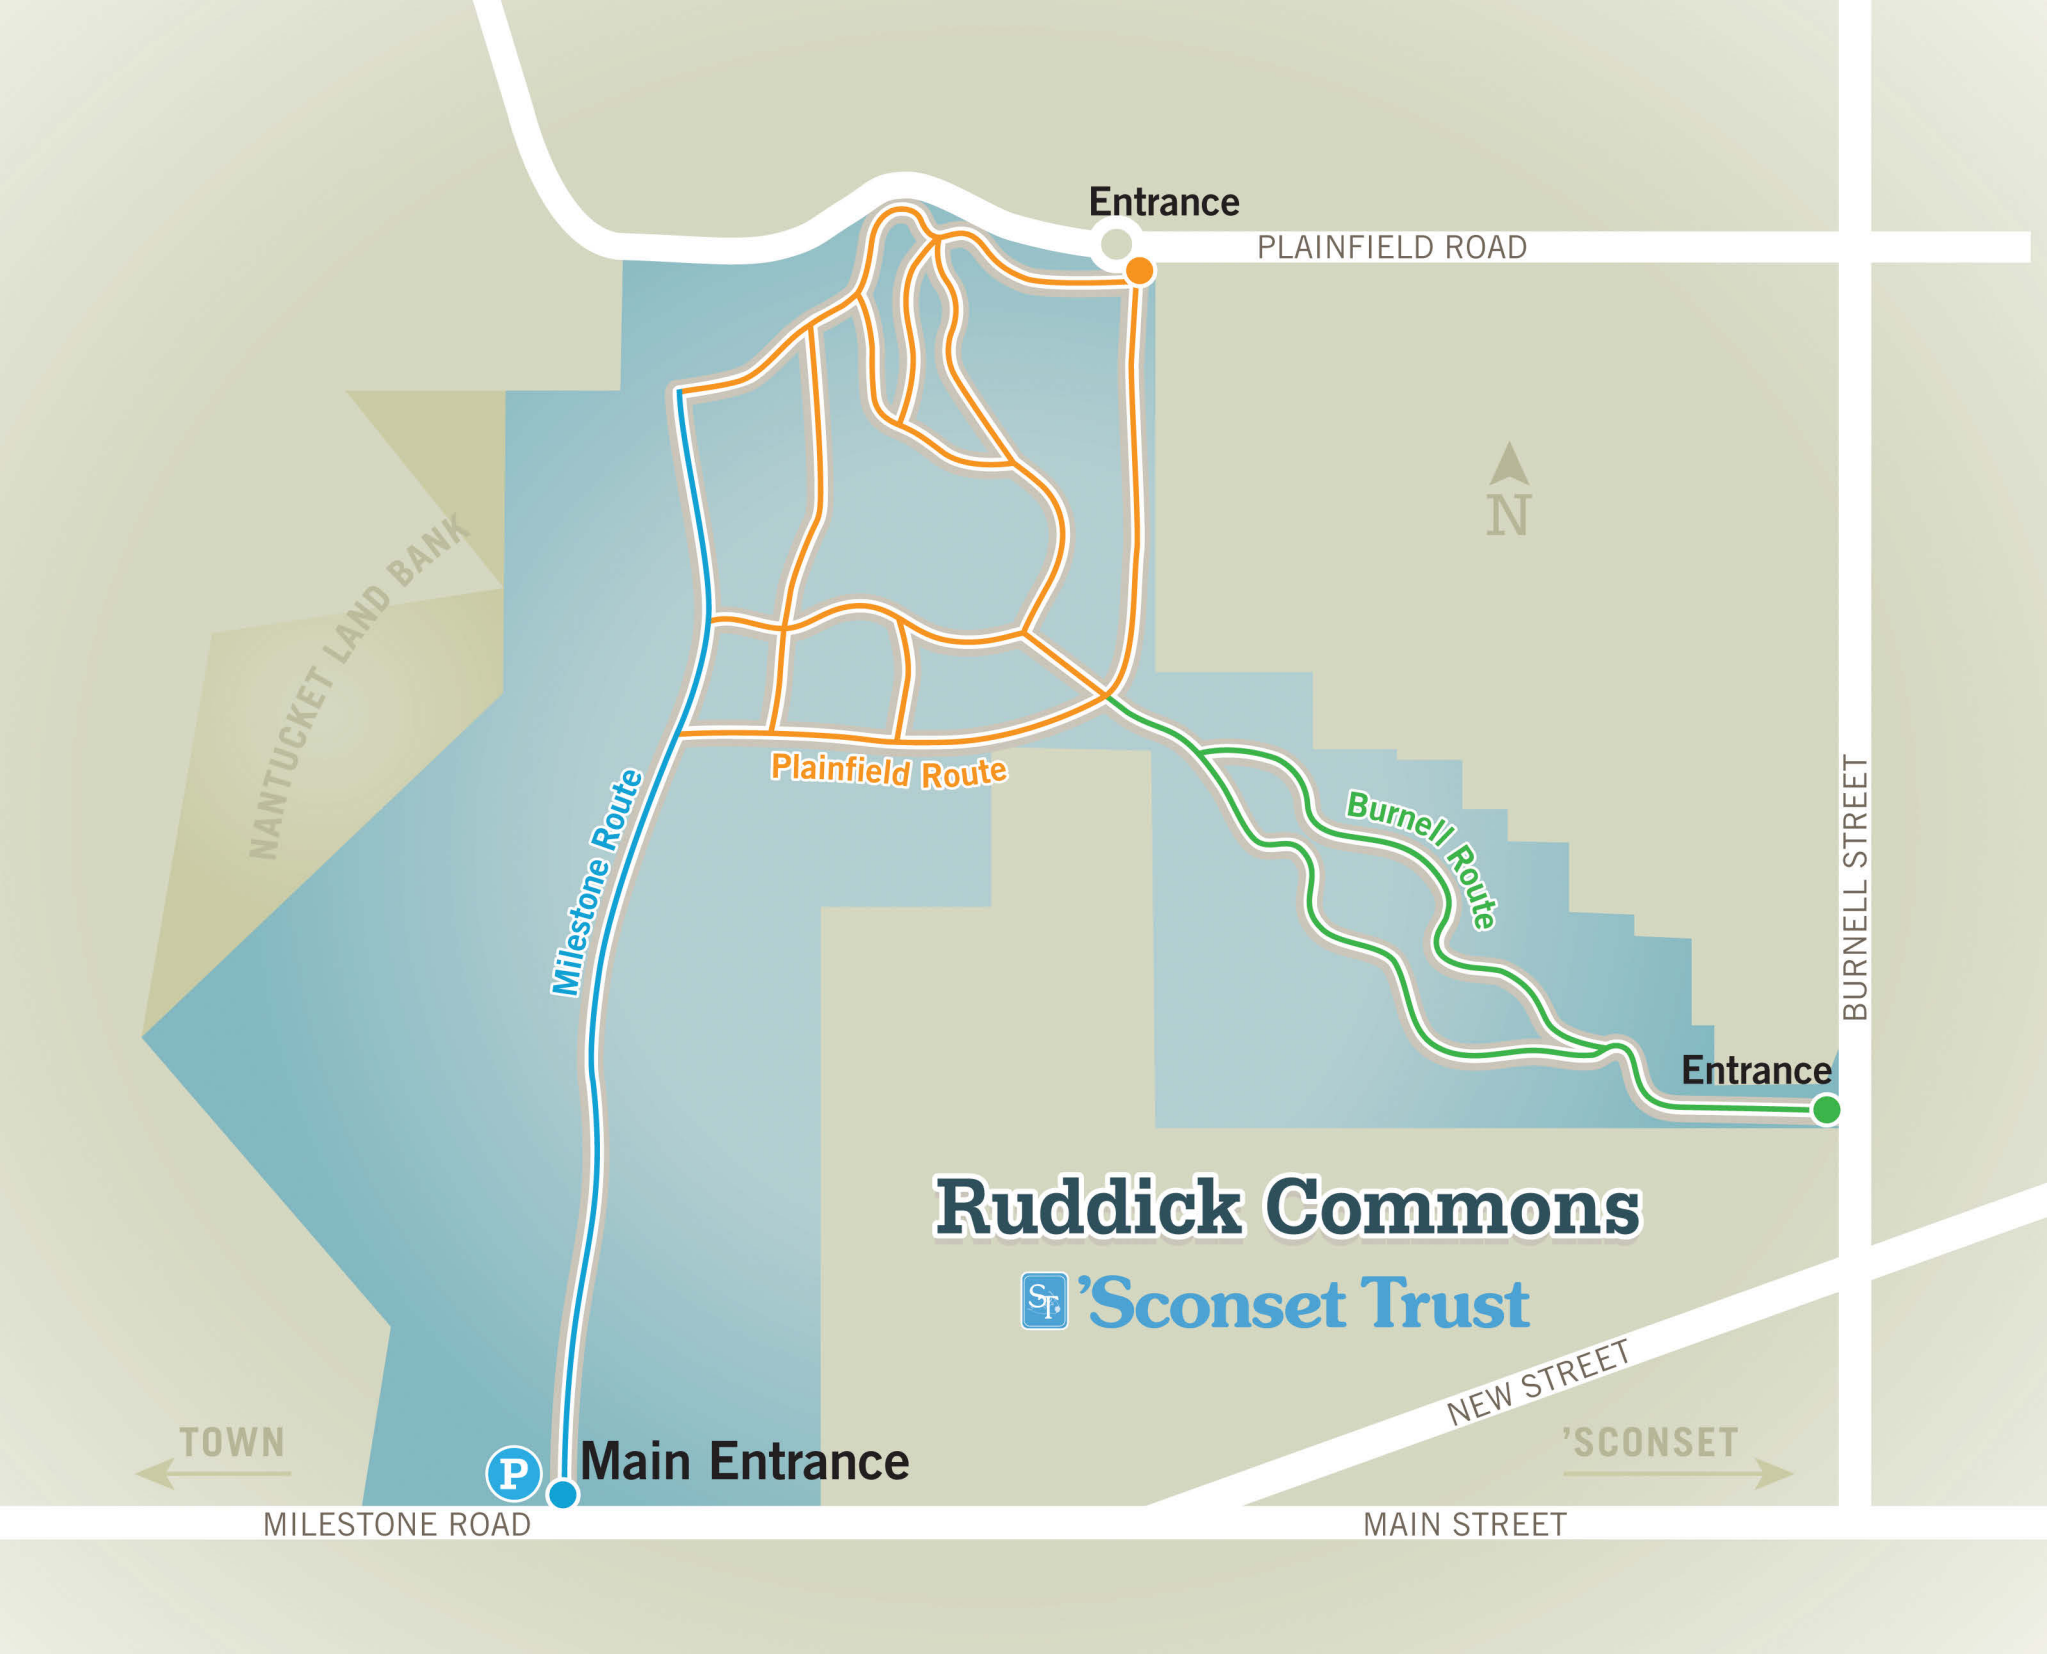 Entrance
PLAINFIELD ROAD
N
NANTUCKET LAND BANK
Plainfield Route
Milestone Route
Burnell Route
BURNELL STREET
Entrance
Ruddick Commons
ST
'Sconset Trust
NEW STREET
TOWN
'SCONSET
P
Main Entrance
MILESTONE ROAD
MAIN STREET